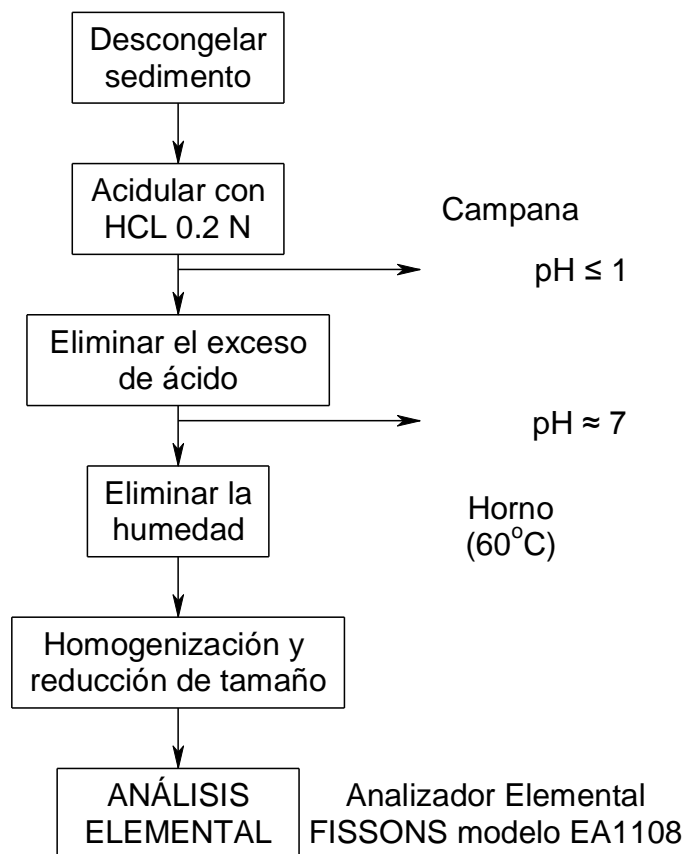 Descongelar
sedimento
Acidular con
HCL 0.2 N
Campana
pH ≤ 1
Eliminar el exceso
de ácido
pH ≈ 7
Eliminar la
humedad
Horno
(60°C)
Homogenización y
reducción de tamaño
ANÁLISIS
ELEMENTAL
Analizador Elemental
FISSONS modelo EA1108